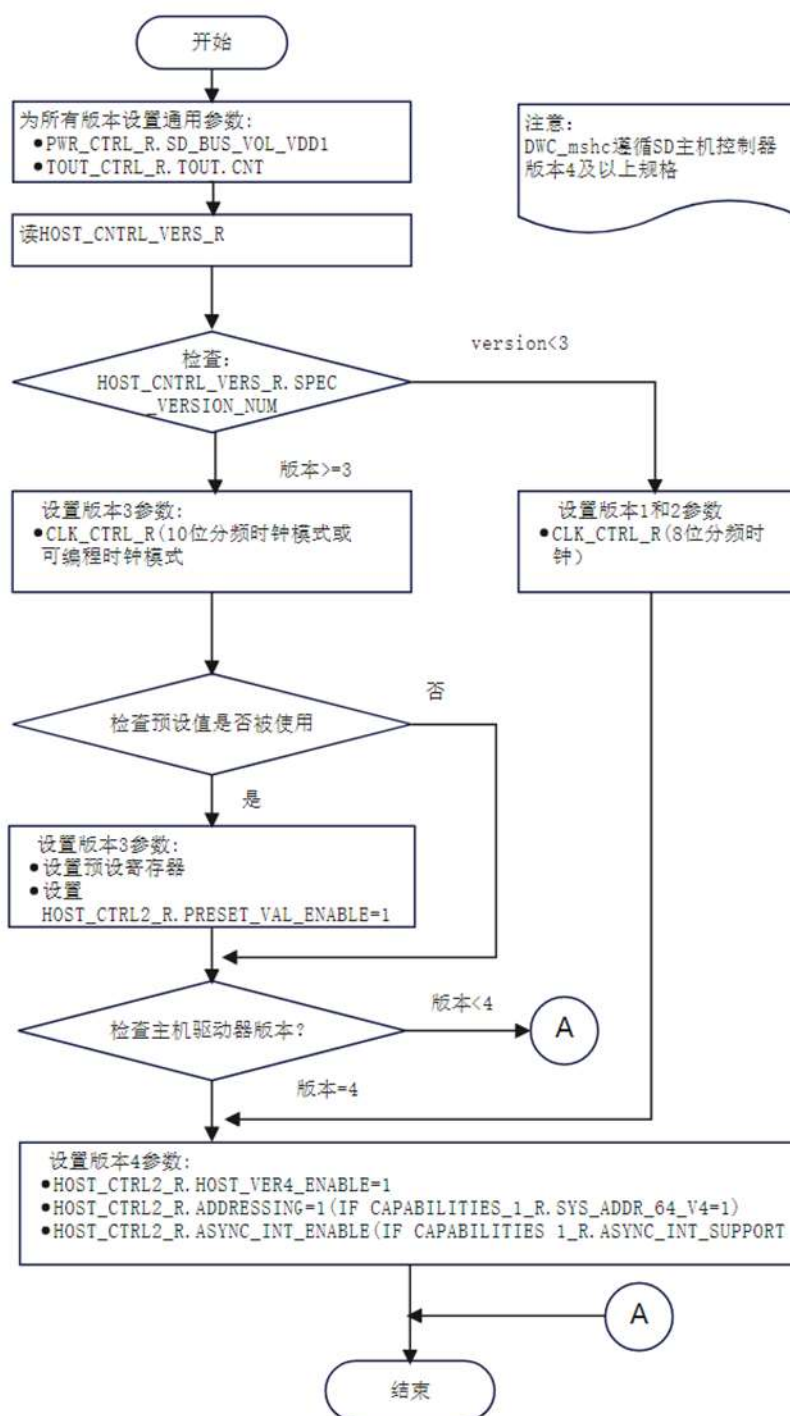 开始
为所有版本设置通用参数:
●PWR_CTRL_R.SD_BUS_VOL_VDD1
●TOUT_CTRL_R.TOUT.CNT
注意:
DWC_mshc遵循SD主机控制器
版本4及以上规格
读HOST_CNTRL_VERS_R
检查:
HOST_CNTRL_VERS_R.SPEC
_VERSION_NUM
version<3
版本>=3
设置版本3参数:
●CLK_CTRL_R(10位分频时钟模式或
可编程时钟模式
设置版本1和2参数
●CLK_CTRL_R(8位分频时
钟)
检查预设值是否被使用
否
是
设置版本3参数:
●设置预设寄存器
●设置
HOST_CTRL2_R.PRESET_VAL_ENABLE=1
检查主机驱动器版本?
版本<4
A
版本=4
设置版本4参数:
●HOST_CTRL2_R.HOST_VER4_ENABLE=1
●HOST_CTRL2_R.ADDRESSING=1(IF CAPABILITIES_1_R.SYS_ADDR_64_V4=1)
●HOST_CTRL2_R.ASYNC_INT_ENABLE(IF CAPABILITIES 1_R.ASYNC_INT_SUPPORT
A
结束